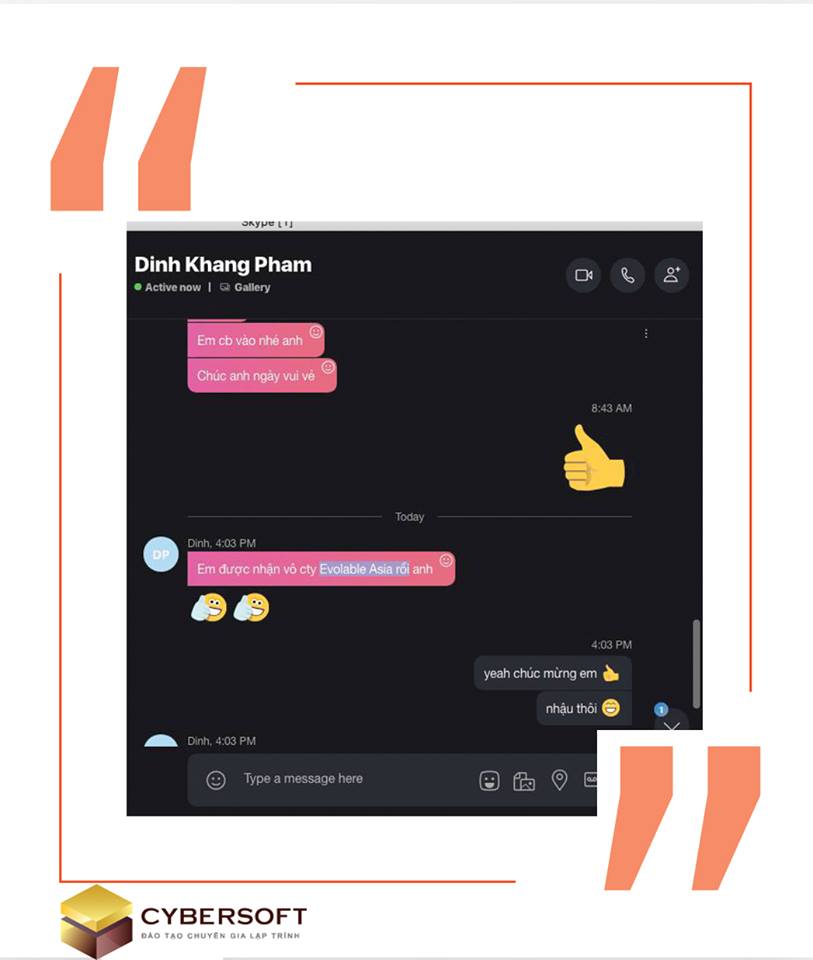 Skype [1]
Dinh Khang Pham
Active now | Gallery
Em cb vào nhé anh
Chúc anh ngày vui vẻ
8:43 AM
Today
DP
Dinh, 4:03 PM
Em được nhận vô cty Evolable Asia rồi anh
4:03 PM
yeah chúc mừng em
nhậu thôi
1
Dinh, 4:03 PM
Type a message here
CYBERSOFT
ĐÀO TẠO CHUYÊN GIA LẬP TRÌNH